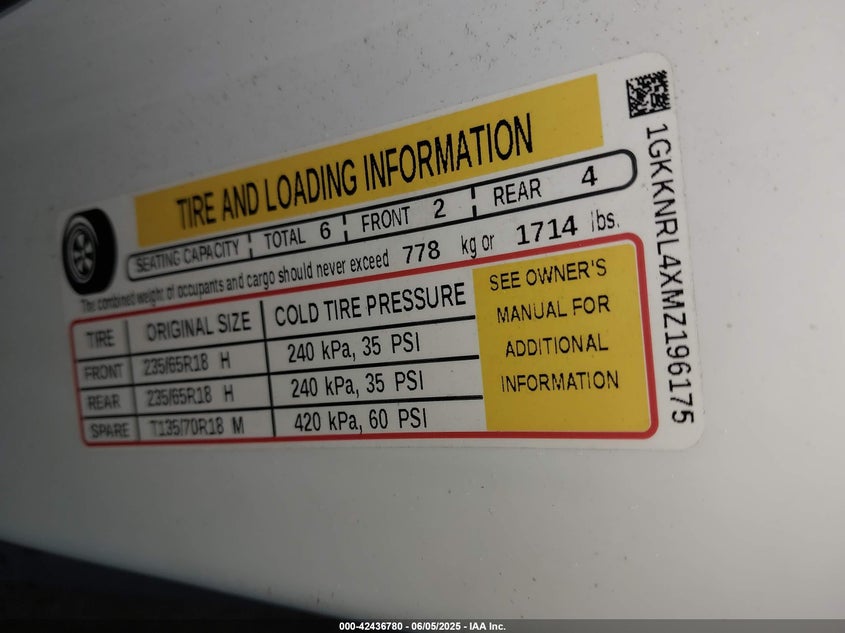 TIRE AND LOADING INFORMATION
SEATING CAPACITY TOTAL 6 FRONT 2 REAR 4
The combined weight of occupants and cargo should never exceed 778 kg or 1714 lbs.
TIRE ORIGINAL SIZE COLD TIRE PRESSURE
FRONT 235/65R18 H 240 kPa, 35 PSI
REAR 235/65R18 H 240 kPa, 35 PSI
SPARE T135/70R18 M 420 kPa, 60 PSI
SEE OWNER'S
MANUAL FOR
ADDITIONAL
INFORMATION
1GKKNRL4XMZ196175
000-42436780 - 06/05/2025 - IAA Inc.